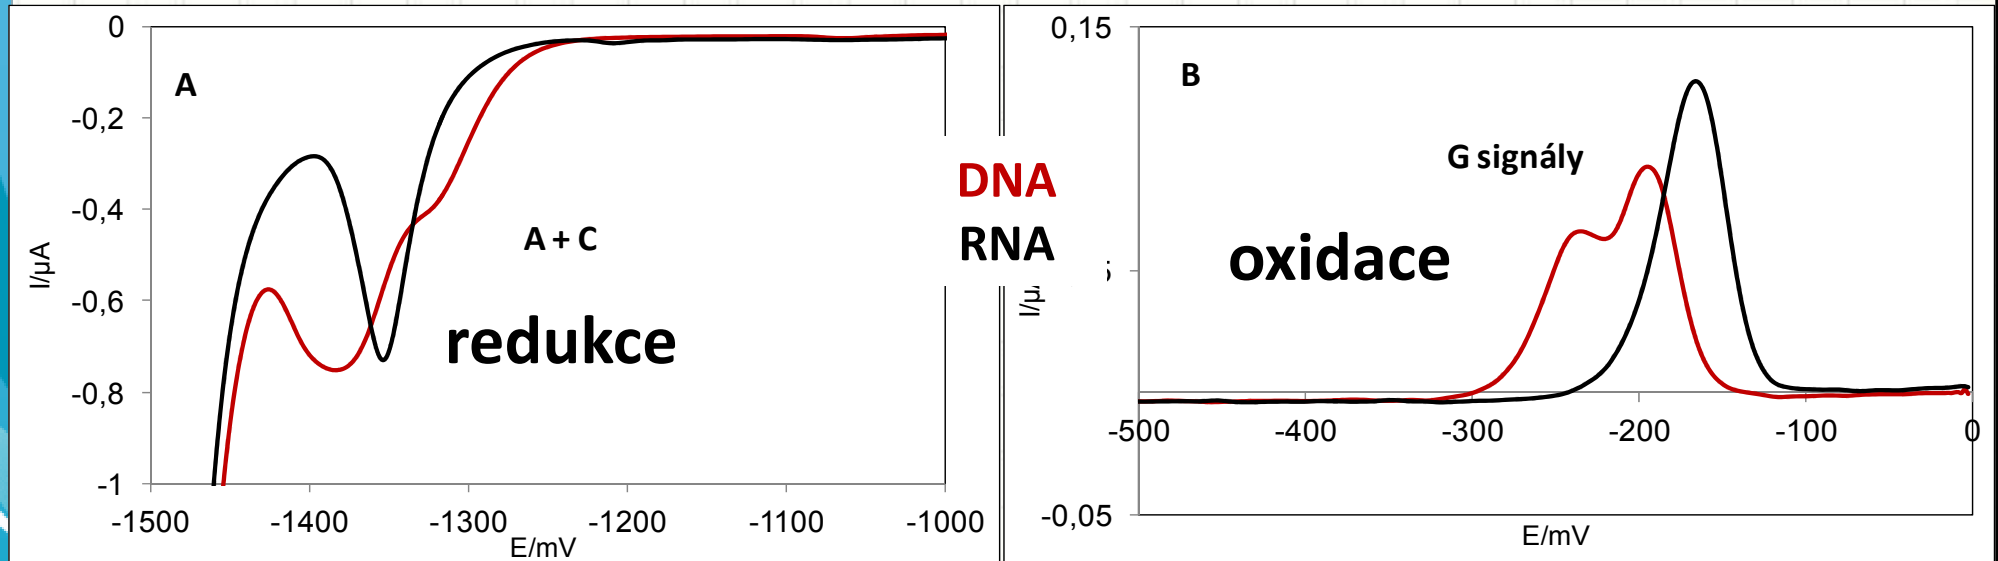 0
A
-0,2
-0,4
A + C
I/µA
-0,6
redukce
-0,8
-1
-1500 -1400 -1300 -1200 -1100 -1000
E/mV
DNA
RNA
0,15
B
G signály
oxidace
-500 -400 -300 -200 -100 0
-0,05
E/mV